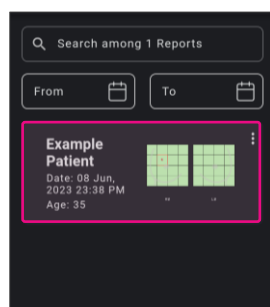 Search among 1 Reports
From
To
Example
Patient
Date: 08 Jun,
2023 23:38 PM
Age: 35